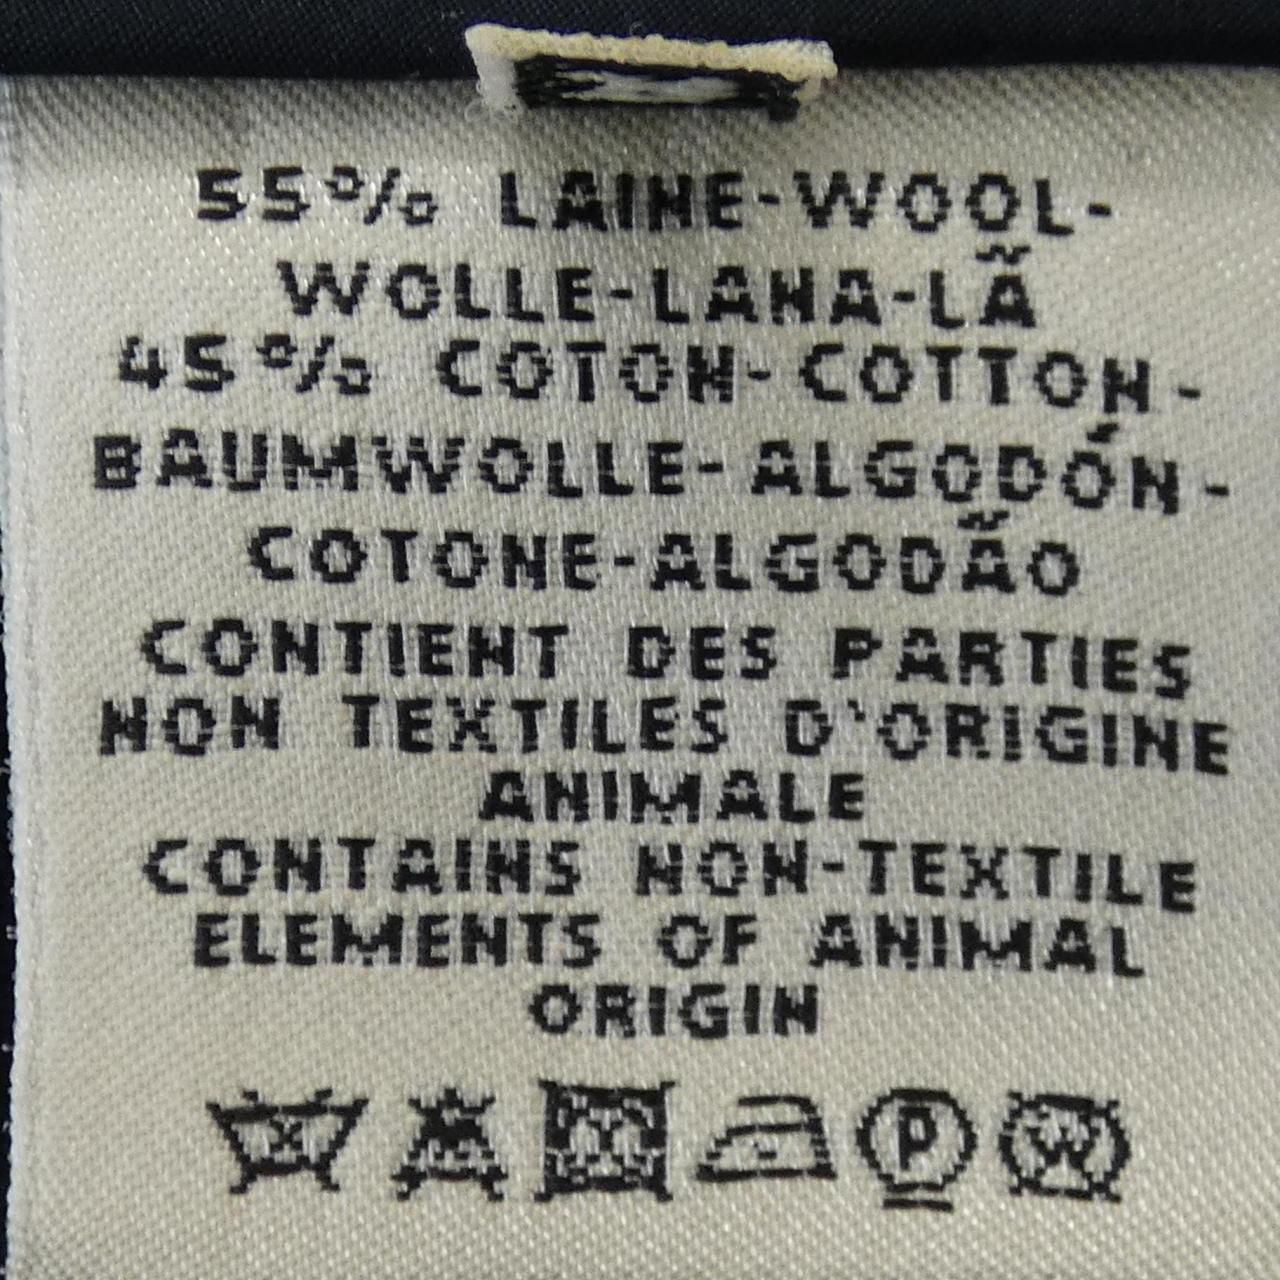 55% LAINE-WOOL-
WOLLE-LANA-LÃ
45% COTON-COTTON-
BAUMWOLLE-ALGODÓN-
COTONE-ALGODÃO
CONTIENT DES PARTIES
NON TEXTILES D'ORIGINE
ANIMALE
CONTAINS NON-TEXTILE
ELEMENTS OF ANIMAL
ORIGIN
P W